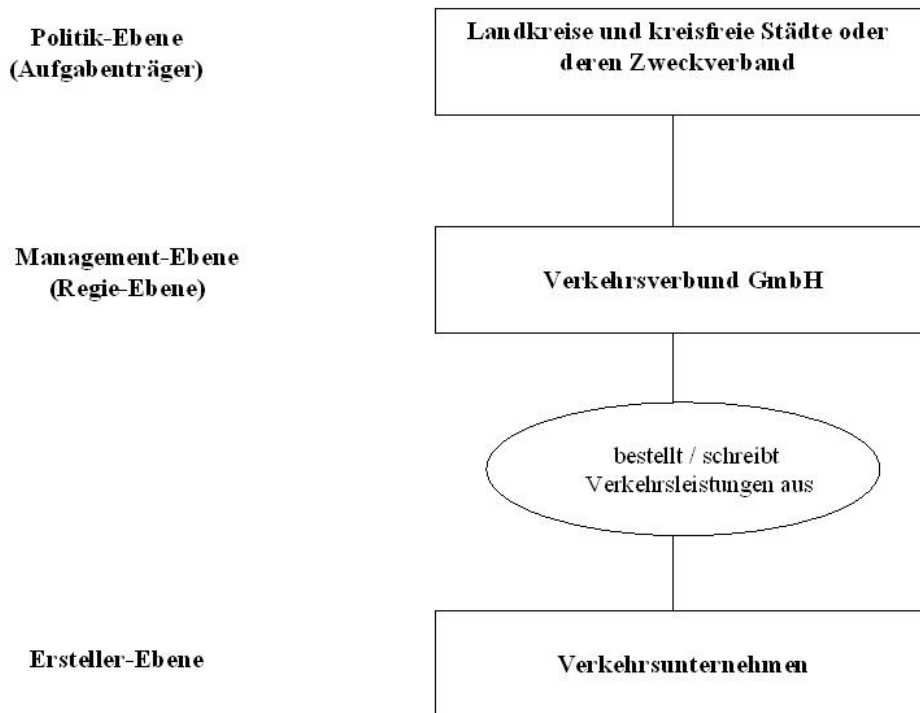 Politik-Ebene
(Aufgabenträger)
Landkreise und kreisfreie Städte oder
deren Zweckverband
Management-Ebene
(Regie-Ebene)
Verkehrsverbund GmbH
bestellt / schreibt
Verkehrsleistungen aus
Ersteller-Ebene
Verkehrsunternehmen